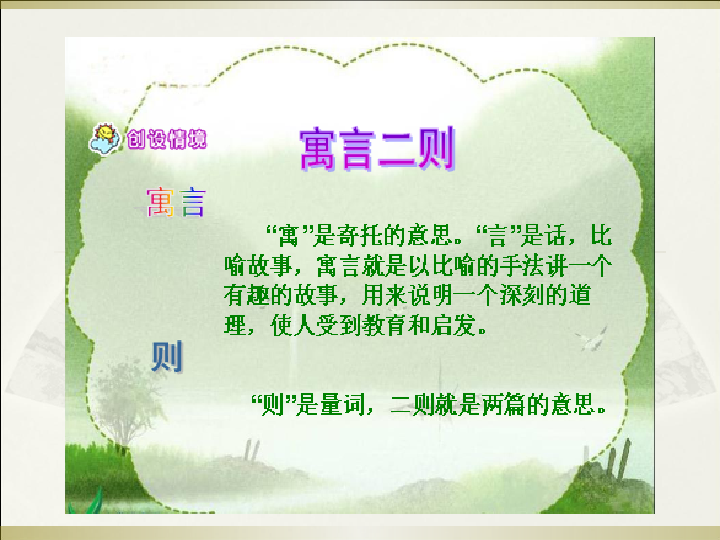 创设情境
寓言二则
寓言
“寓”是寄托的意思。“言”是话，比
喻故事，寓言就是以比喻的手法讲一个
有趣的故事，用来说明一个深刻的道
理，使人受到教育和启发。
则
“则”是量词，二则就是两篇的意思。